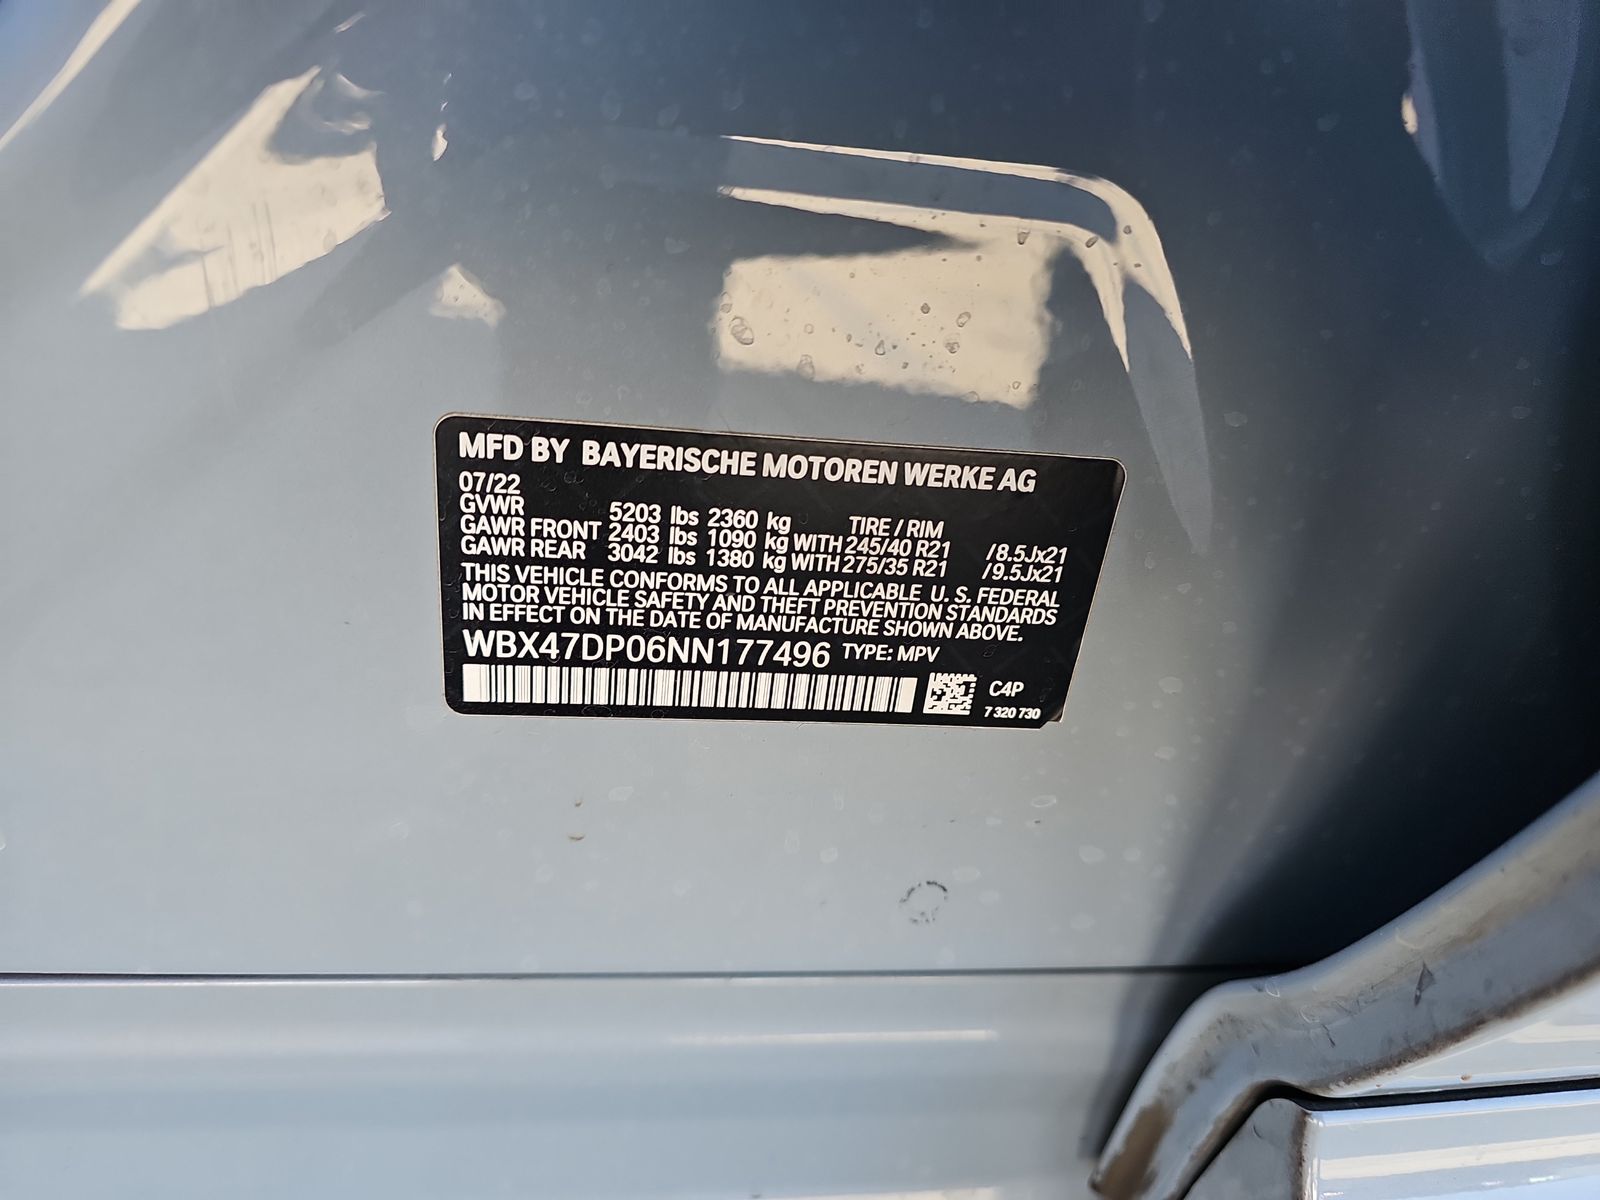 MFD BY BAYERISCHE MOTOREN WERKE AG
07/22
GVWR 5203 lbs 2360 kg TIRE / RIM
GAWR FRONT 2403 lbs 1090 kg WITH 245/40 R21 /8.5Jx21
GAWR REAR 3042 lbs 1380 kg WITH 275/35 R21 /9.5Jx21
THIS VEHICLE CONFORMS TO ALL APPLICABLE U. S. FEDERAL
MOTOR VEHICLE SAFETY AND THEFT PREVENTION STANDARDS
IN EFFECT ON THE DATE OF MANUFACTURE SHOWN ABOVE.
WBX47DP06NN177496 TYPE: MPV
C4P
7 320 730